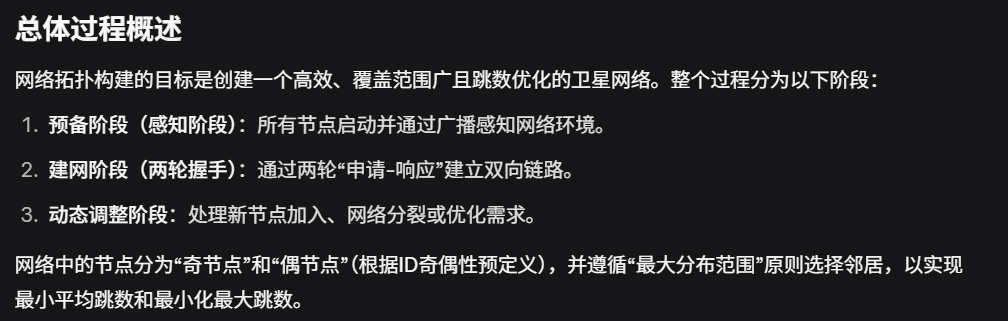 总体过程概述
网络拓扑构建的目标是创建一个高效、覆盖范围广且跳数优化的卫星网络。整个过程分为以下阶段：
1. 预备阶段（感知阶段）：所有节点启动并通过广播感知网络环境。
2. 建网阶段（两轮握手）：通过两轮“申请-响应”建立双向链路。
3. 动态调整阶段：处理新节点加入、网络分裂或优化需求。
网络中的节点分为“奇节点”和“偶节点”（根据ID奇偶性预定义），并遵循“最大分布范围”原则选择邻居，以实现
最小平均跳数和最小化最大跳数。